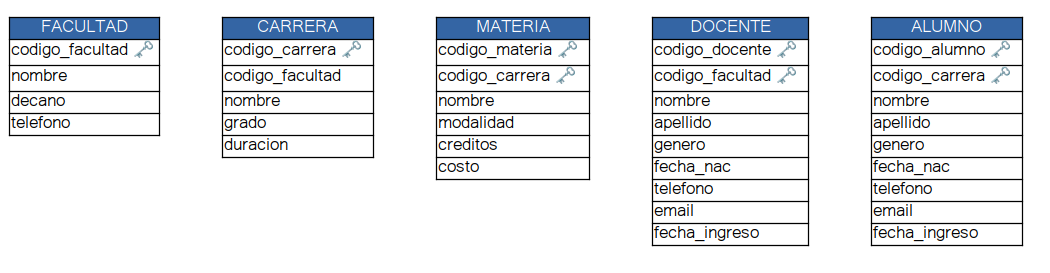 FACULTAD
codigo_facultad
nombre
decano
telefono
CARRERA
codigo_carrera
codigo_facultad
nombre
grado
duracion
MATERIA
codigo_materia
codigo_carrera
nombre
modalidad
creditos
costo
DOCENTE
codigo_docente
codigo_facultad
nombre
apellido
genero
fecha_nac
telefono
email
fecha_ingreso
ALUMNO
codigo_alumno
codigo_carrera
nombre
apellido
genero
fecha_nac
telefono
email
fecha_ingreso